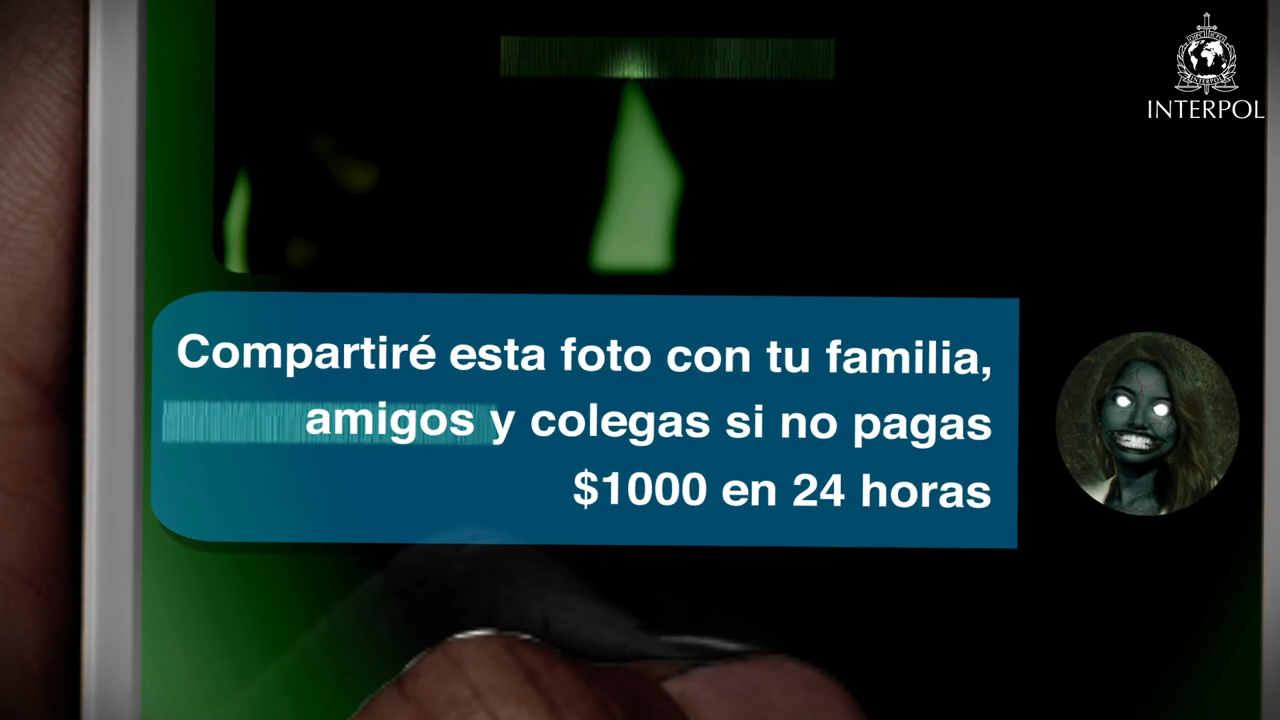 INTERPOL
Compartiré esta foto con tu familia,
amigos y colegas si no pagas
$1000 en 24 horas